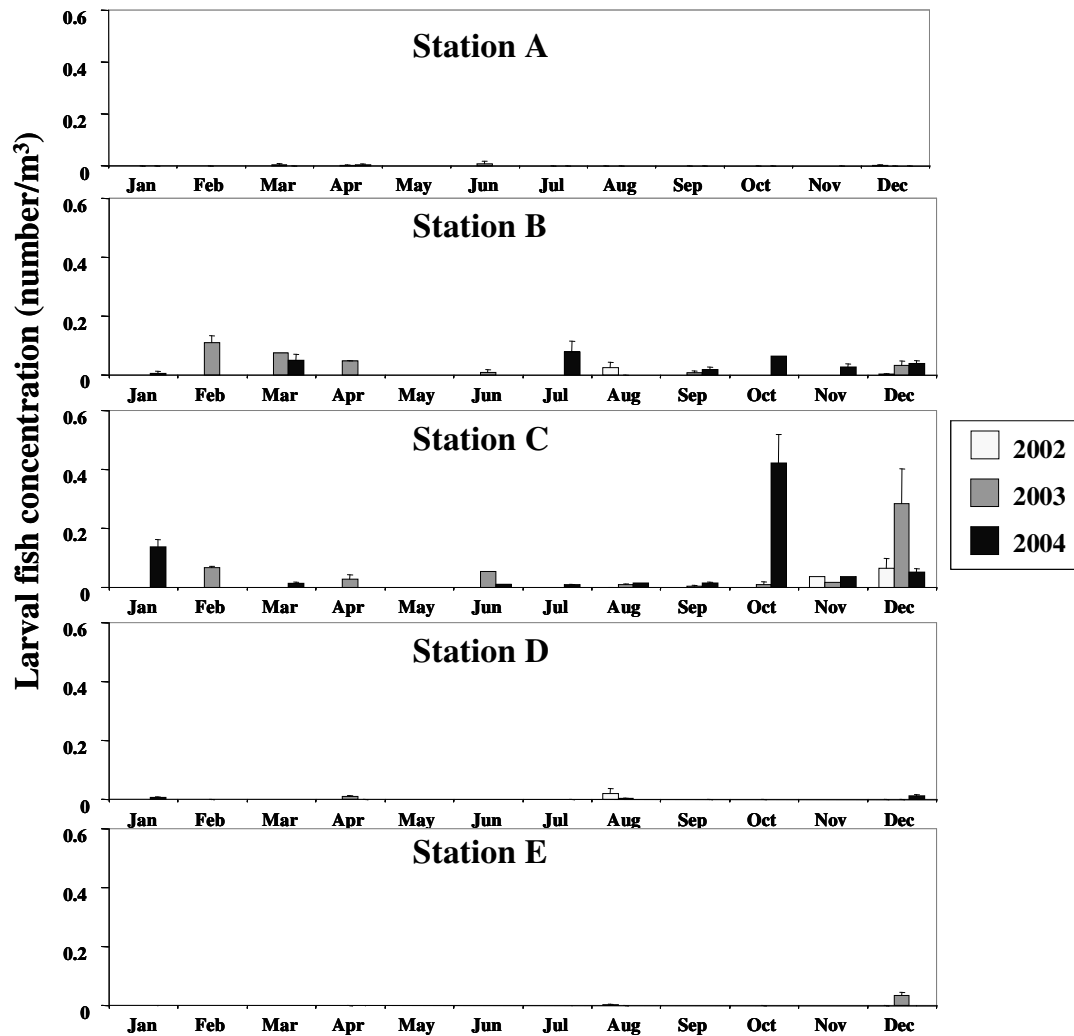 Larval fish concentration (number/m³)
Station A
0.6
0.4
0.2
0
Jan Feb Mar Apr May Jun Jul Aug Sep Oct Nov Dec
Station B
0.6
0.4
0.2
0
Jan Feb Mar Apr May Jun Jul Aug Sep Oct Nov Dec
Station C
0.6
0.4
0.2
0
Jan Feb Mar Apr May Jun Jul Aug Sep Oct Nov Dec
2002
2003
2004
Station D
0.6
0.4
0.2
0
Jan Feb Mar Apr May Jun Jul Aug Sep Oct Nov Dec
Station E
0.6
0.4
0.2
0
Jan Feb Mar Apr May Jun Jul Aug Sep Oct Nov Dec